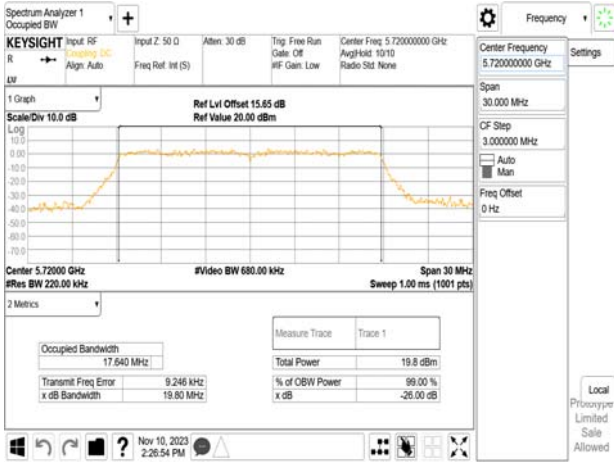 Spectrum Analyzer 1
Occupied BW
+
Frequency
KEYSIGHT
R
LXI
Input: RF
Coupling: DC
Align: Auto
Input Z: 50 Ω
Freq Ref: Int (S)
Atten: 30 dB
Trig: Free Run
Gate: Off
#IF Gain: Low
Center Freq: 5.720000000 GHz
Avg|Hold: 10/10
Radio Std: None
Center Frequency
5.720000000 GHz
Settings
Span
30.000 MHz
CF Step
3.000000 MHz
Auto
Man
Freq Offset
0 Hz
1 Graph
Scale/Div 10.0 dB
Ref Lvl Offset 15.65 dB
Ref Value 20.00 dBm
Log
10.0
0.00
-10.0
-20.0
-30.0
-40.0
-50.0
-60.0
-70.0
Center 5.72000 GHz
#Res BW 220.00 kHz
#Video BW 680.00 kHz
Span 30 MHz
Sweep 1.00 ms (1001 pts)
2 Metrics
Measure Trace Trace 1
Occupied Bandwidth
17.640 MHz
Total Power 19.8 dBm
Transmit Freq Error 9.246 kHz
% of OBW Power 99.00 %
x dB Bandwidth 19.80 MHz
x dB -26.00 dB
Local
Prototype
Limited
Sale
Allowed
?
Nov 10, 2023
2:26:54 PM